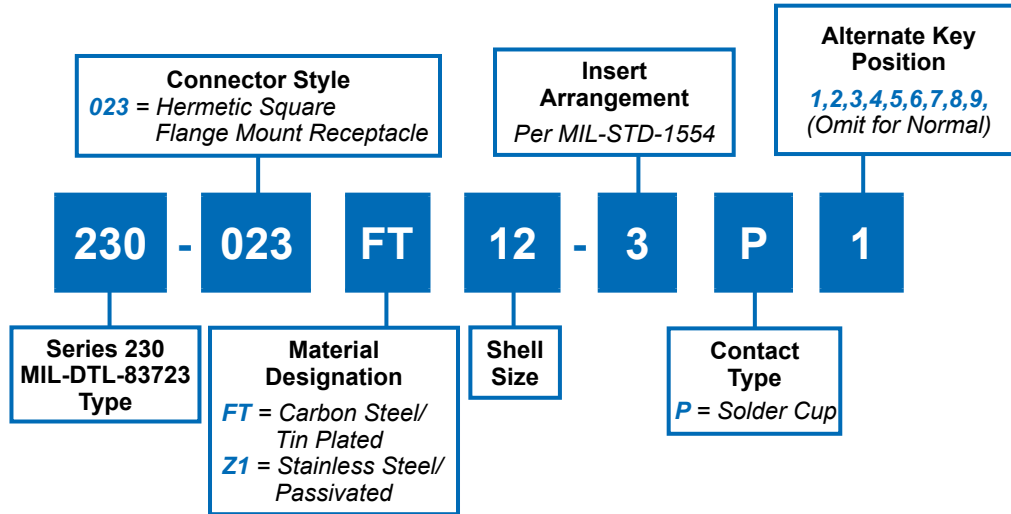 Connector Style
023 = Hermetic Square
Flange Mount Receptacle
Insert
Arrangement
Per MIL-STD-1554
Alternate Key
Position
1,2,3,4,5,6,7,8,9,
(Omit for Normal)
230 - 023 FT 12 - 3 P 1
Series 230
MIL-DTL-83723
Type
Material
Designation
FT = Carbon Steel/
Tin Plated
Z1 = Stainless Steel/
Passivated
Shell
Size
Contact
Type
P = Solder Cup